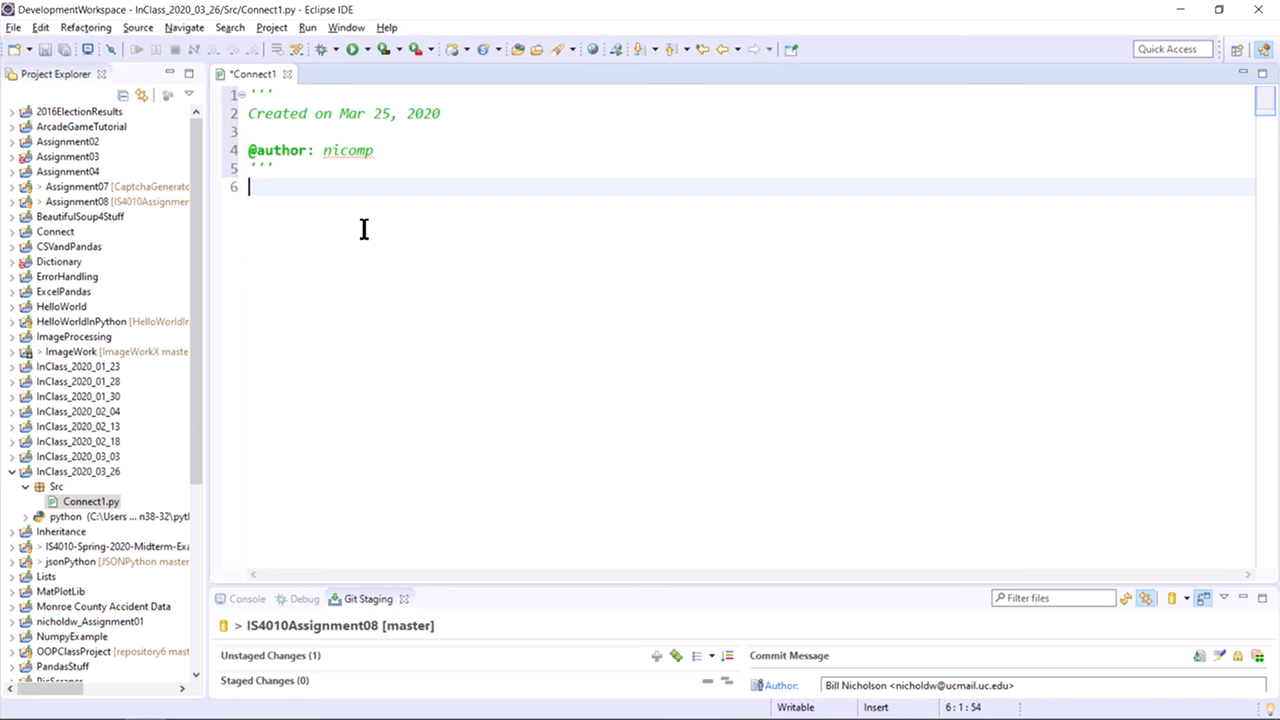 DevelopmentWorkspace - InClass_2020_03_26/Src/Connect1.py - Eclipse IDE
File Edit Refactoring Source Navigate Search Project Run Window Help
Quick Access
Project Explorer
2016ElectionResults
ArcadeGameTutorial
Assignment02
Assignment03
Assignment04
> Assignment07 [CaptchaGenerato
> Assignment08 [IS4010Assignmer
BeautifulSoup4Stuff
Connect
CSVandPandas
Dictionary
ErrorHandling
ExcelPandas
HelloWorld
HelloWorldInPython [HelloWorldIn
ImageProcessing
> ImageWork [ImageWorkX maste
InClass_2020_01_23
InClass_2020_01_28
InClass_2020_01_30
InClass_2020_02_04
InClass_2020_02_13
InClass_2020_02_18
InClass_2020_03_03
InClass_2020_03_26
Src
Connect1.py
python (C:\Users ... n38-32\pytl
Inheritance
> IS4010-Spring-2020-Midterm-Exa
> jsonPython [JSONPython master
Lists
MatPlotLib
Monroe County Accident Data
nicholdw_Assignment01
NumpyExample
OOPClassProject [repository6 mast
PandasStuff
*Connect1
1 '''
2 Created on Mar 25, 2020
3
4 @author: nicomp
5 '''
6
Console Debug Git Staging
Filter files
> IS4010Assignment08 [master]
Unstaged Changes (1)
Staged Changes (0)
Commit Message
Author: Bill Nicholson <nicholdw@ucmail.uc.edu>
Writable Insert 6 : 1 : 54